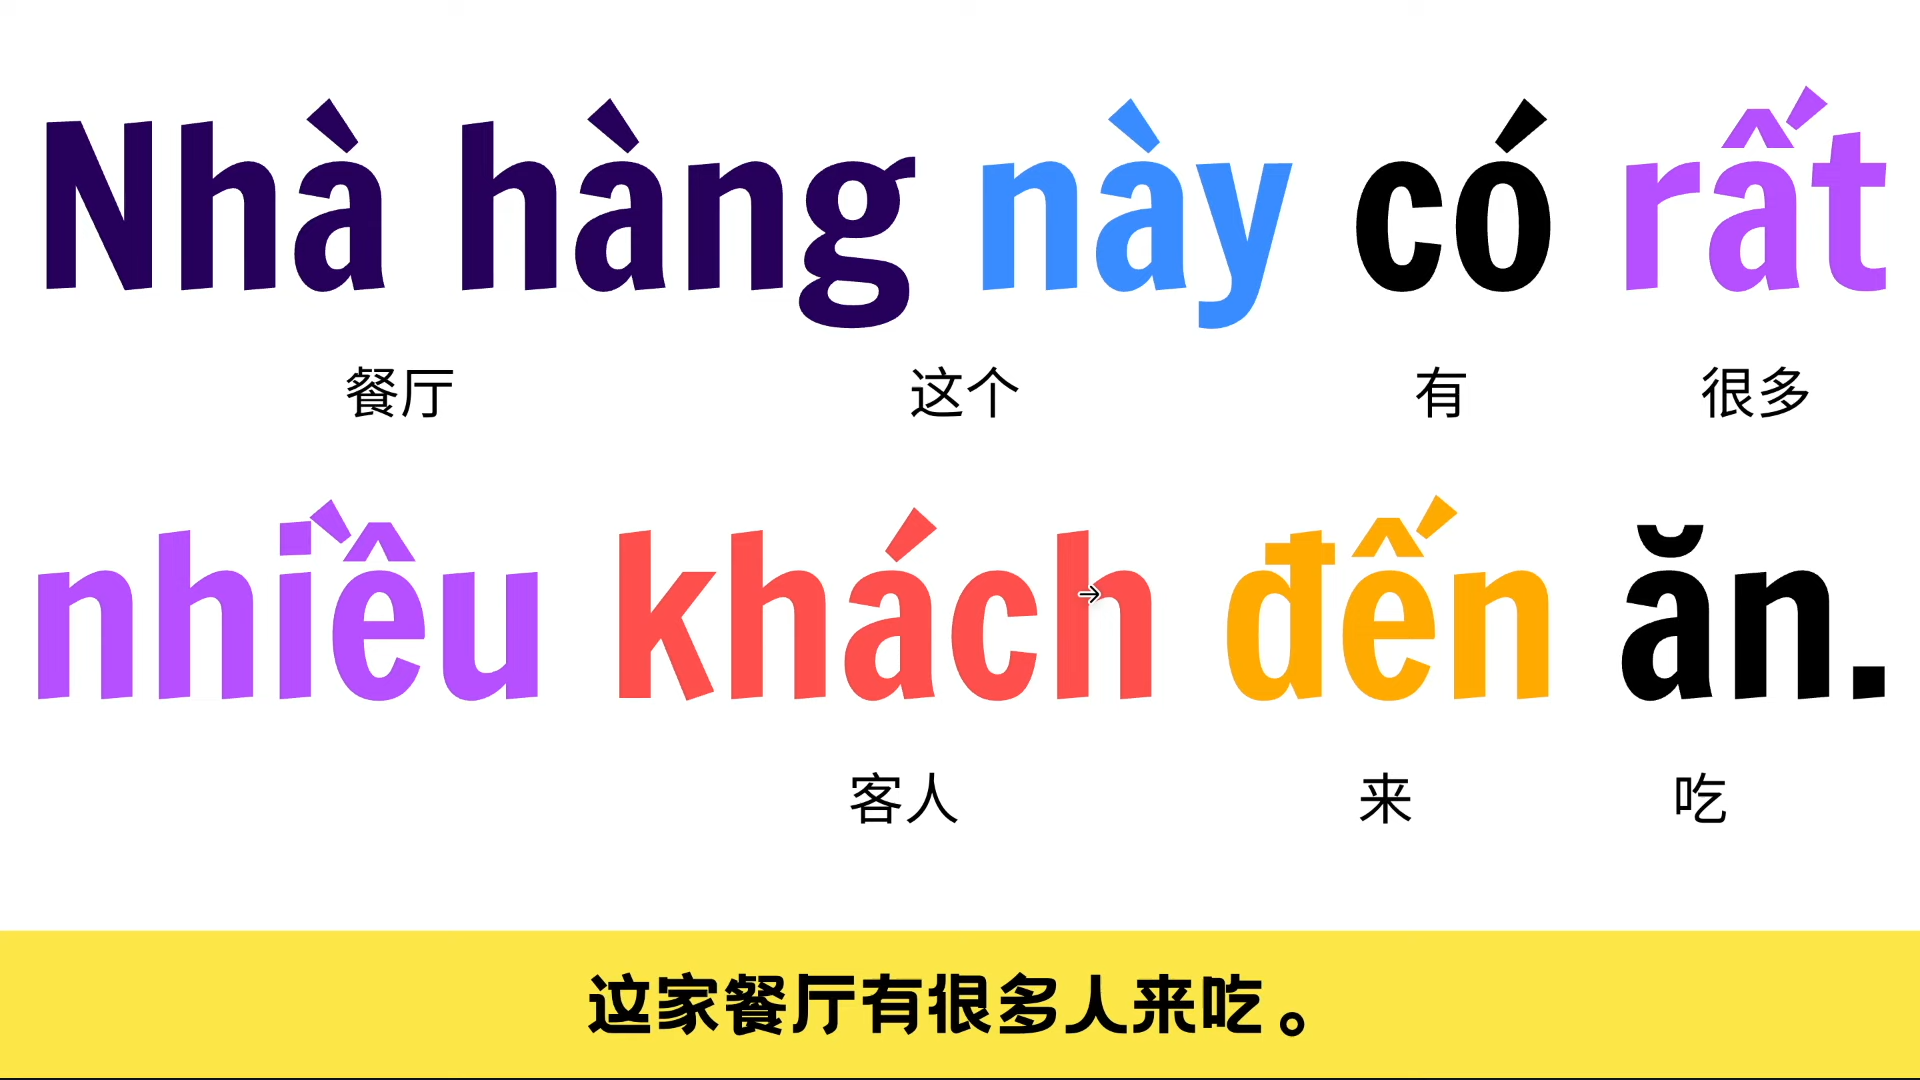 Nhà hàng này có rất
餐厅 这个 有 很多
nhiều khách đến ăn.
客人 来 吃
这家餐厅有很多人来吃。